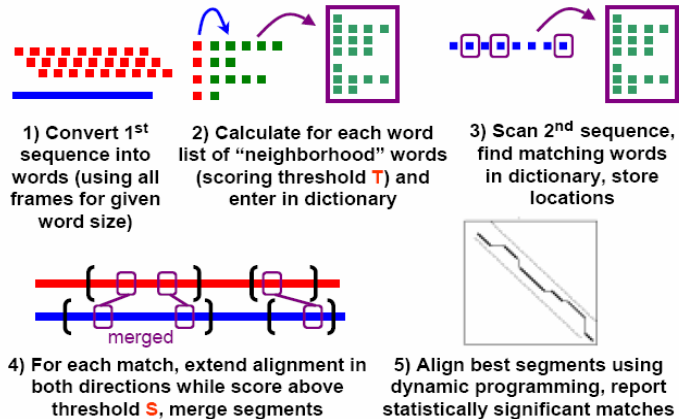 1) Convert 1st
sequence into
words (using all
frames for given
word size)
2) Calculate for each word
list of “neighborhood” words
(scoring threshold T) and
enter in dictionary
3) Scan 2nd sequence,
find matching words
in dictionary, store
locations
merged
4) For each match, extend alignment in
both directions while score above
threshold S, merge segments
5) Align best segments using
dynamic programming, report
statistically significant matches